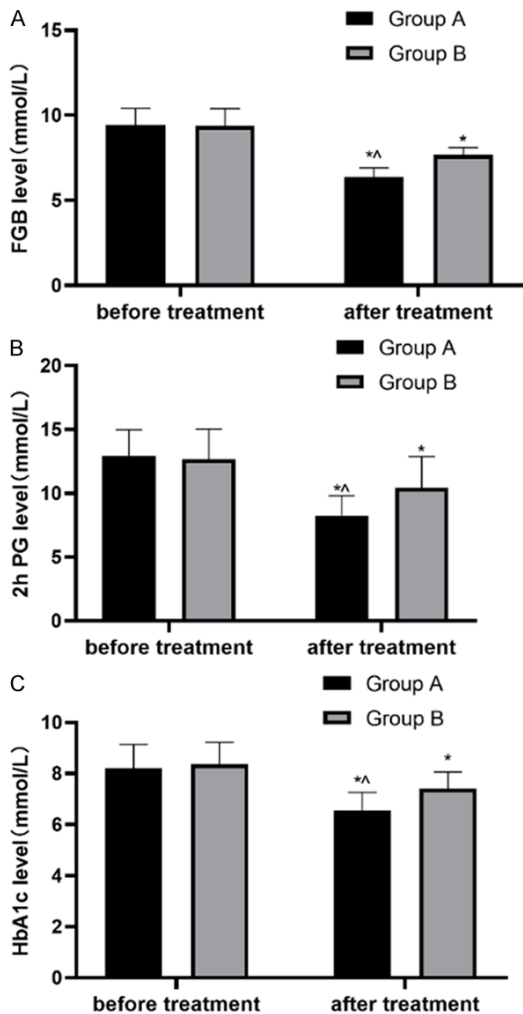 A
Group A
Group B
FGB level(mmol/L)
15
10
5
0
*^
*
before treatment
after treatment
B
Group A
Group B
2h PG level(mmol/L)
20
15
10
5
0
*^
*
before treatment
after treatment
C
Group A
Group B
HbA1c level(mmol/L)
10
8
6
4
2
0
*^
*
before treatment
after treatment